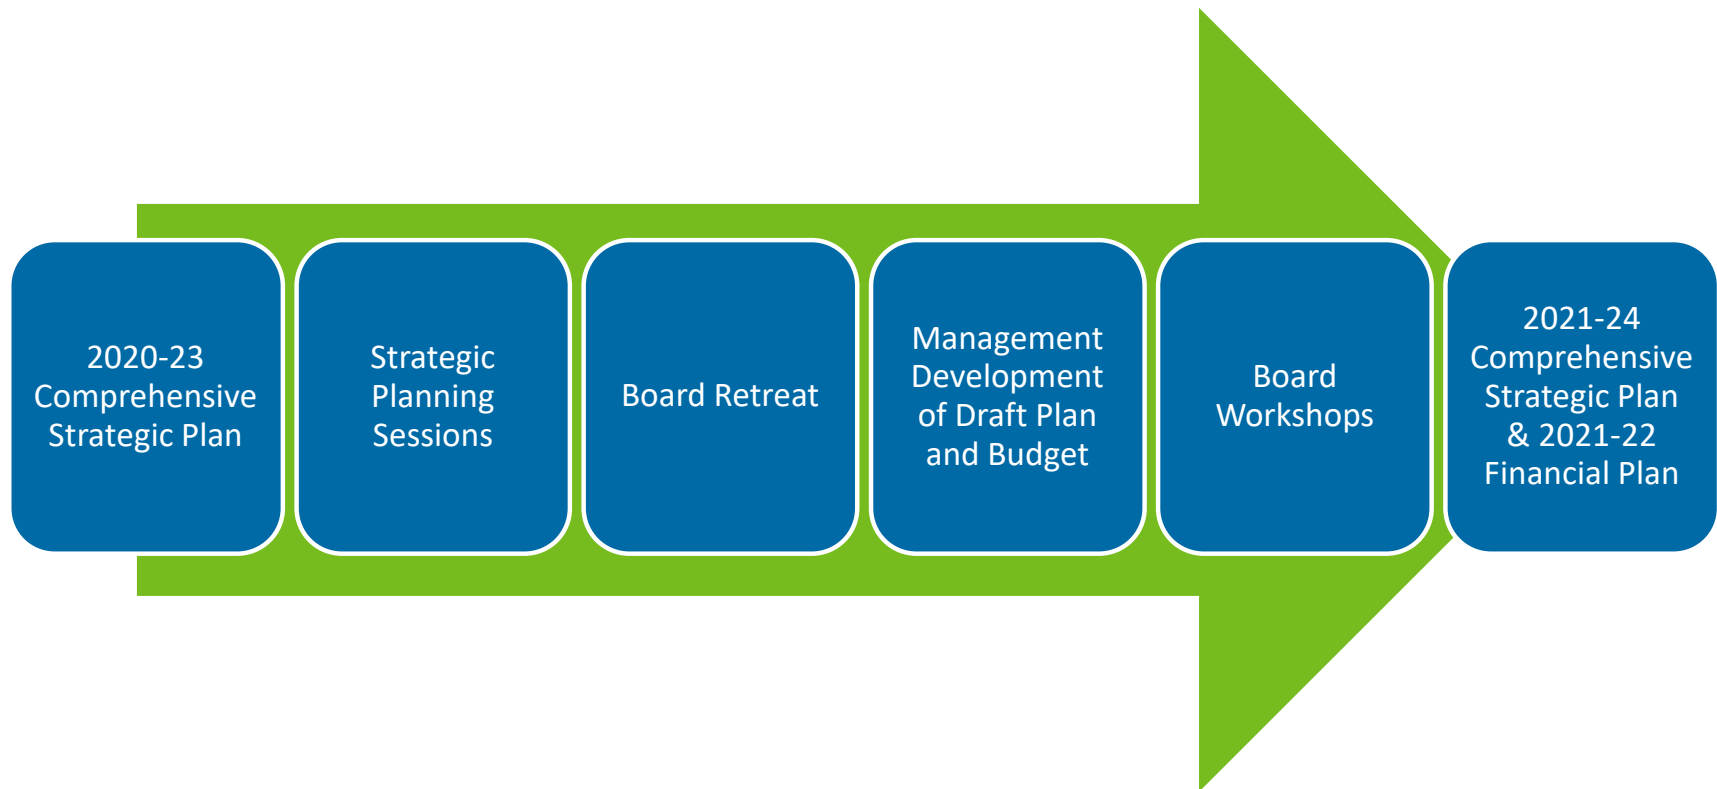 2020-23
Comprehensive
Strategic Plan
Strategic
Planning
Sessions
Board Retreat
Management
Development
of Draft Plan
and Budget
Board
Workshops
2021-24
Comprehensive
Strategic Plan
& 2021-22
Financial Plan